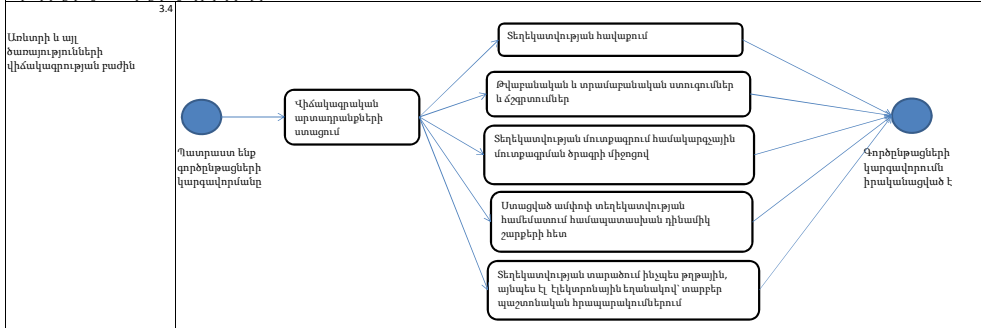 3.4
Առևտրի և այլ
ծառայությունների
վիճակագրության բաժին
Պատրաստ ենք
գործընթացների
կարգավորմանը
Վիճակագրական
արտադրանքների
ստացում
Տեղեկատվության հավաքում
Թվաբանական և տրամաբանական ստուգումներ
և ճշգրտումներ
Տեղեկատվության մուտքագրում համակարգչային
մուտքագրման ծրագրի միջոցով
Ստացված ամփոփ տեղեկատվության
համեմատում համապատասխան դինամիկ
շարքերի հետ
Տեղեկատվության տարածում ինչպես թղթային,
այնպես էլ էլեկտրոնային եղանակով՝ տարբեր
պաշտոնական հրապարակումներում
Գործընթացների
կարգավորումն
իրականացված է